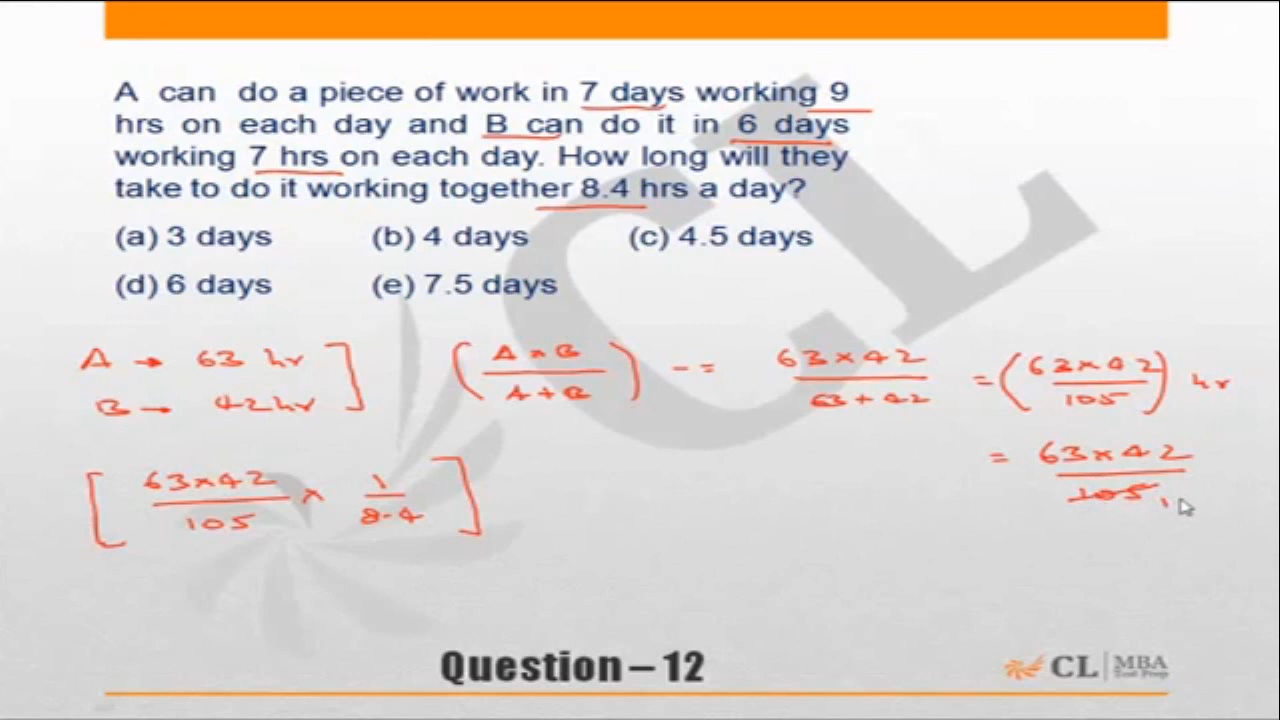 A can do a piece of work in 7 days working 9
hrs on each day and B can do it in 6 days
working 7 hrs on each day. How long will they
take to do it working together 8.4 hrs a day?
(a) 3 days (b) 4 days (c) 4.5 days
(d) 6 days (e) 7.5 days
A → 63 hr
B → 42 hr
(A × B / A + B) -- = 63 × 42 / 63 + 42 = (63 × 42 / 105) hr
= 63 × 42 / 105
[63 × 42 / 105 × 1 / 8.4]
CL
Question – 12
CL | MBA
Test Prep